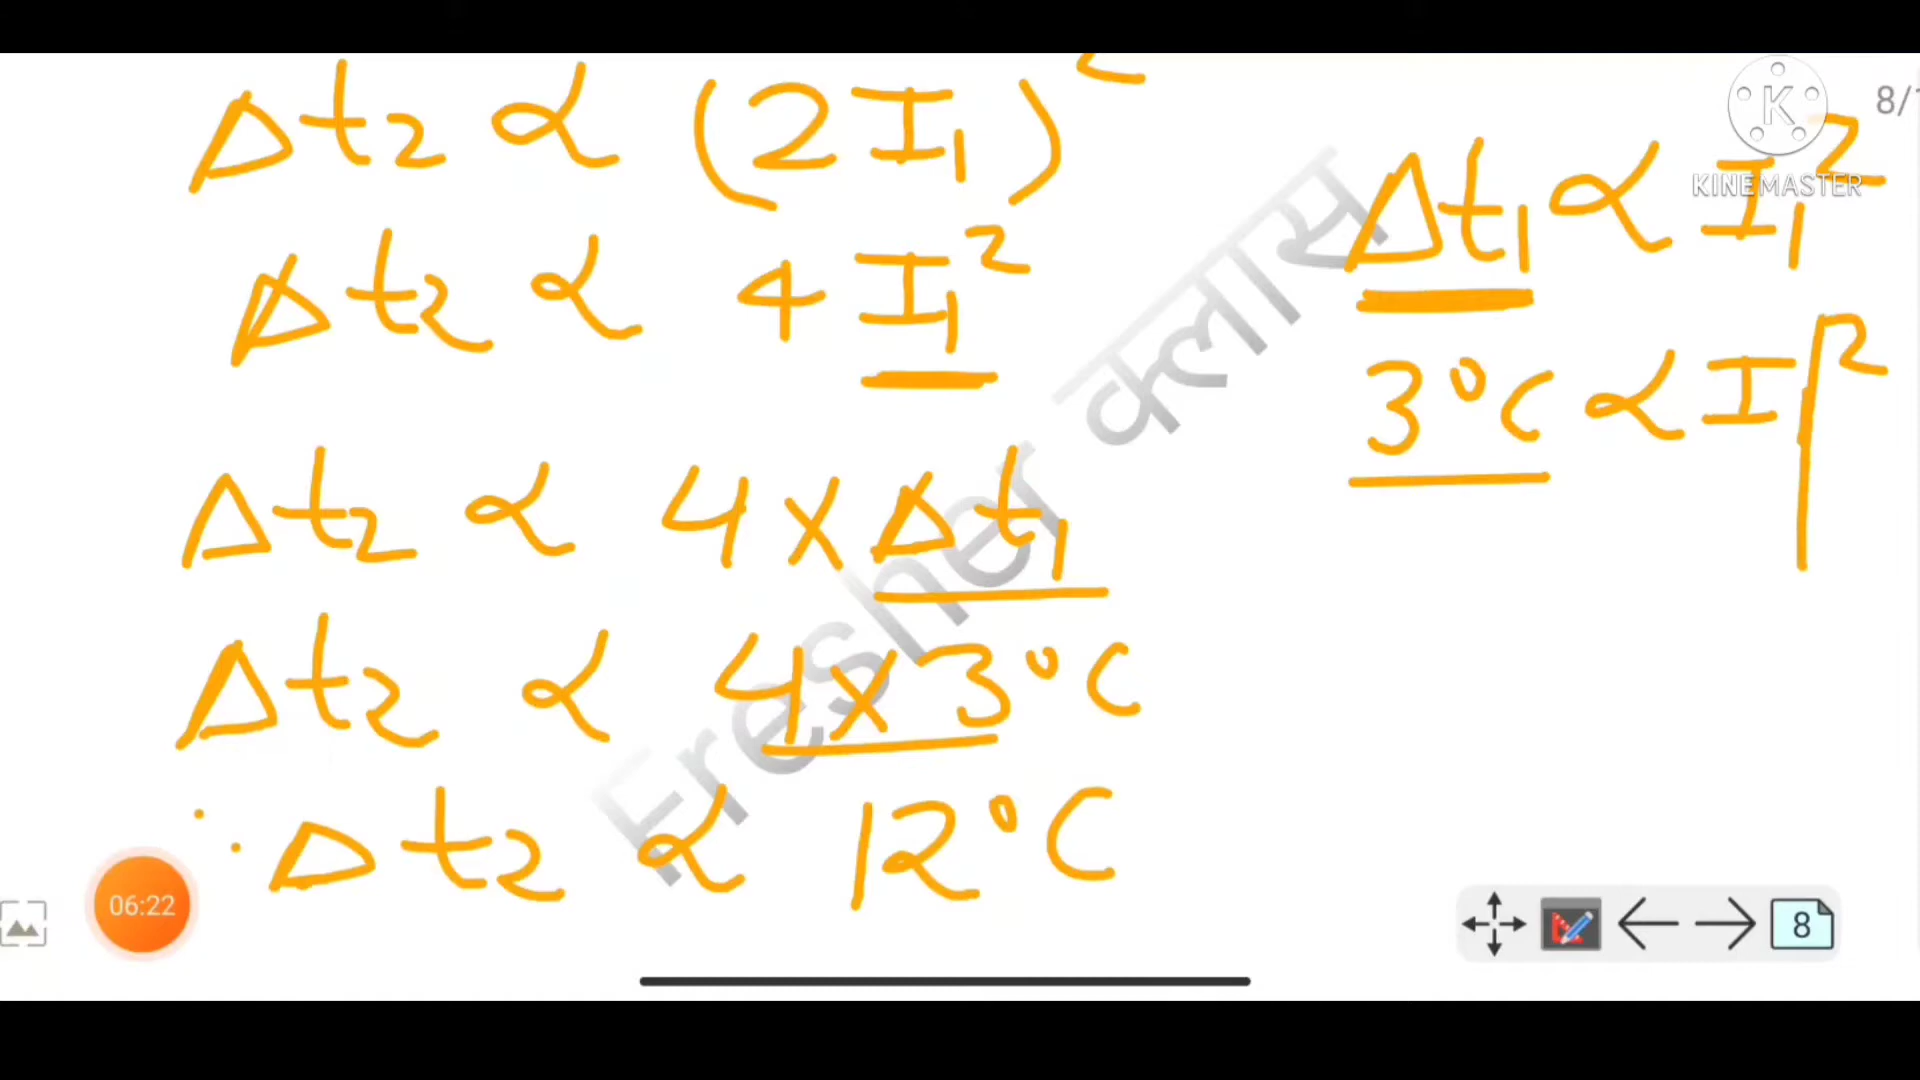 Δt₂ ∝ (2I₁)²
Δt₂ ∝ 4I₁²
Δt₂ ∝ 4×Δt₁
Δt₂ ∝ 4×3°C
∴ Δt₂ ∝ 12°C
Δt₁ ∝ I₁²
3°C ∝ I₁²
Fresher क्लास
KINEMASTER
K
8/
06:22
8